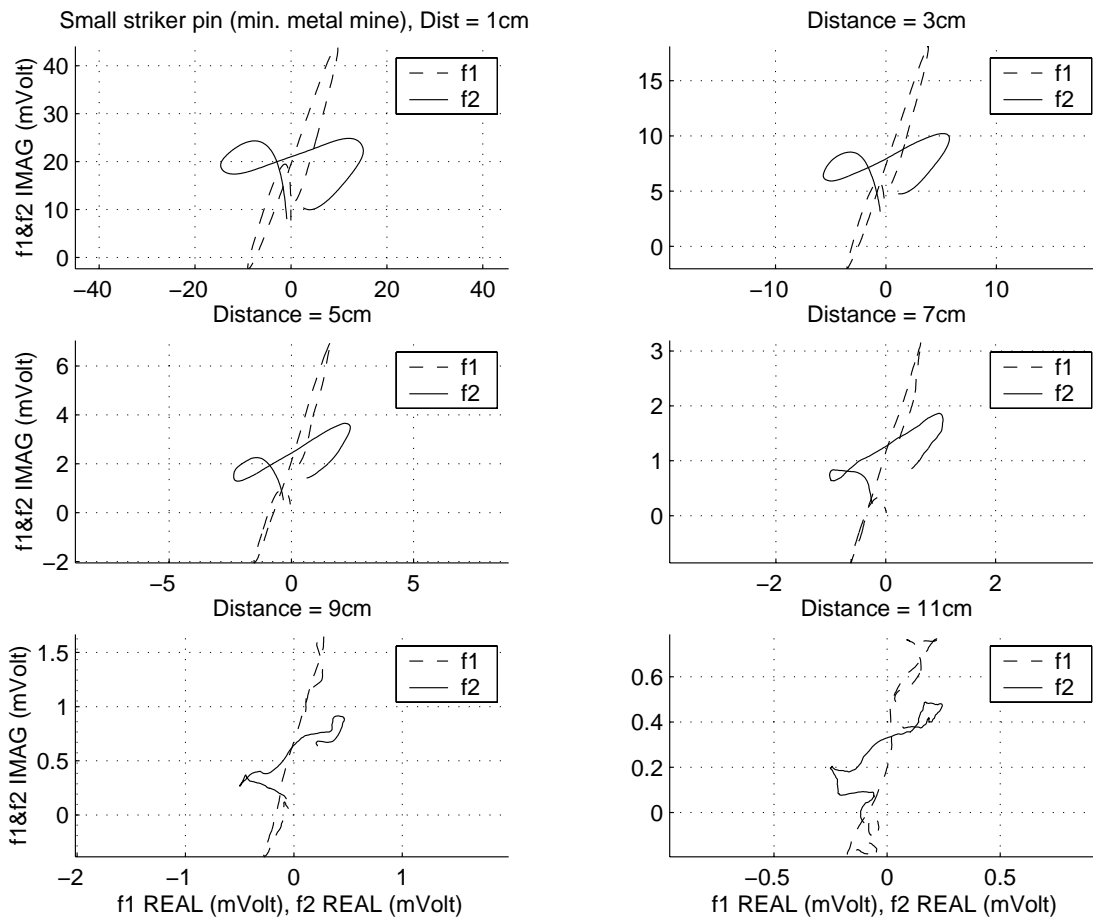 Small striker pin (min. metal mine), Dist = 1cm
f1&f2 IMAG (mVolt)
40
30
20
10
0
−40 −20 0 20 40
f1
f2
Distance = 3cm
15
10
5
0
−10 0 10
f1
f2
Distance = 5cm
f1&f2 IMAG (mVolt)
6
4
2
0
−2
−5 0 5
f1
f2
Distance = 7cm
3
2
1
0
−2 0 2
f1
f2
Distance = 9cm
f1&f2 IMAG (mVolt)
1.5
1
0.5
0
−2 −1 0 1
f1
f2
f1 REAL (mVolt), f2 REAL (mVolt)
Distance = 11cm
0.6
0.4
0.2
0
−0.5 0 0.5
f1
f2
f1 REAL (mVolt), f2 REAL (mVolt)